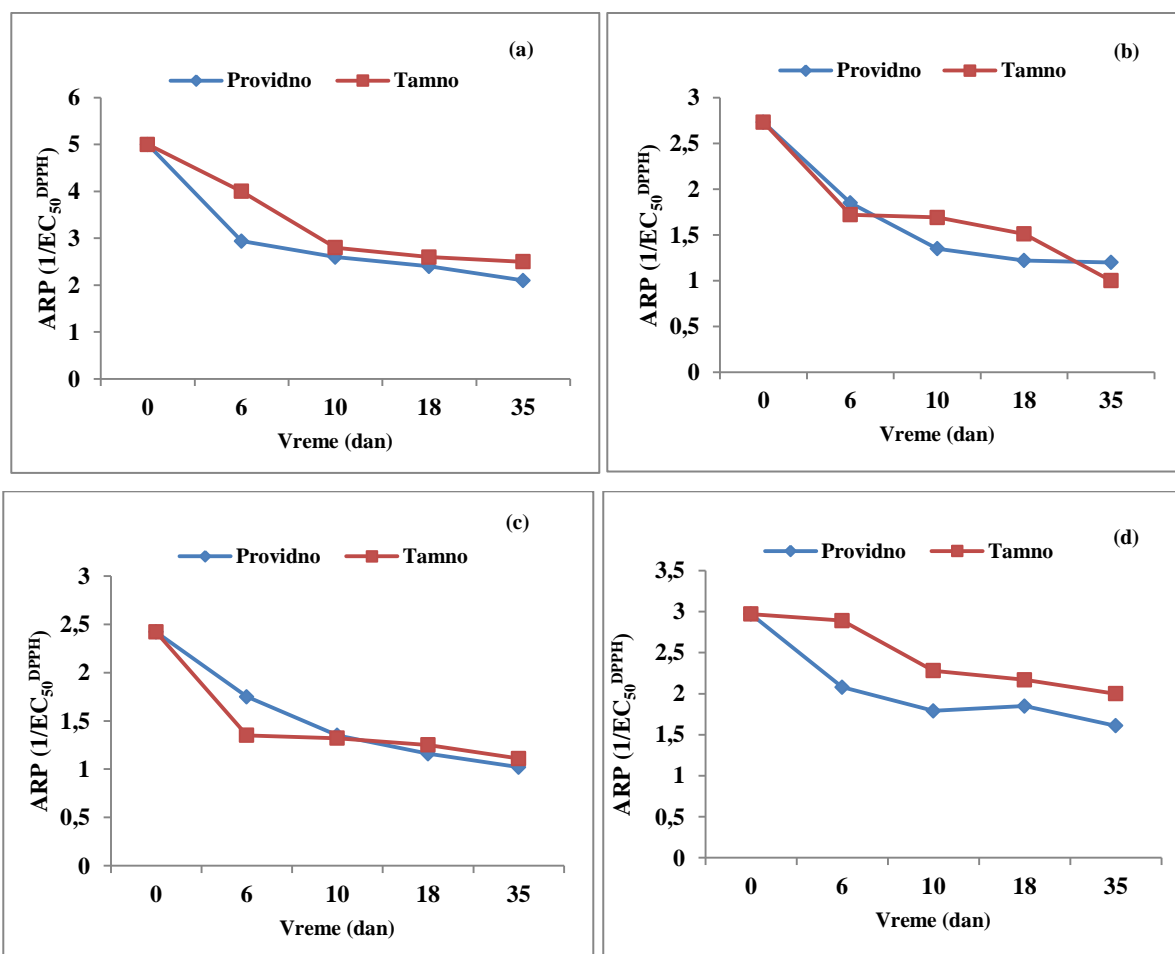 (a)
Providno Tamno
6
5
4
3
2
1
0
ARP (1/EC₅₀ᴰᴾᴾᴴ)
0 6 10 18 35
Vreme (dan)
(b)
Providno Tamno
3
2,5
2
1,5
1
0,5
0
ARP (1/EC₅₀ᴰᴾᴾᴴ)
0 6 10 18 35
Vreme (dan)
(c)
Providno Tamno
3
2,5
2
1,5
1
0,5
0
ARP (1/EC₅₀ᴰᴾᴾᴴ)
0 6 10 18 35
Vreme (dan)
(d)
Providno Tamno
3,5
3
2,5
2
1,5
1
0,5
0
ARP (1/EC₅₀ᴰᴾᴾᴴ)
0 6 10 18 35
Vreme (dan)